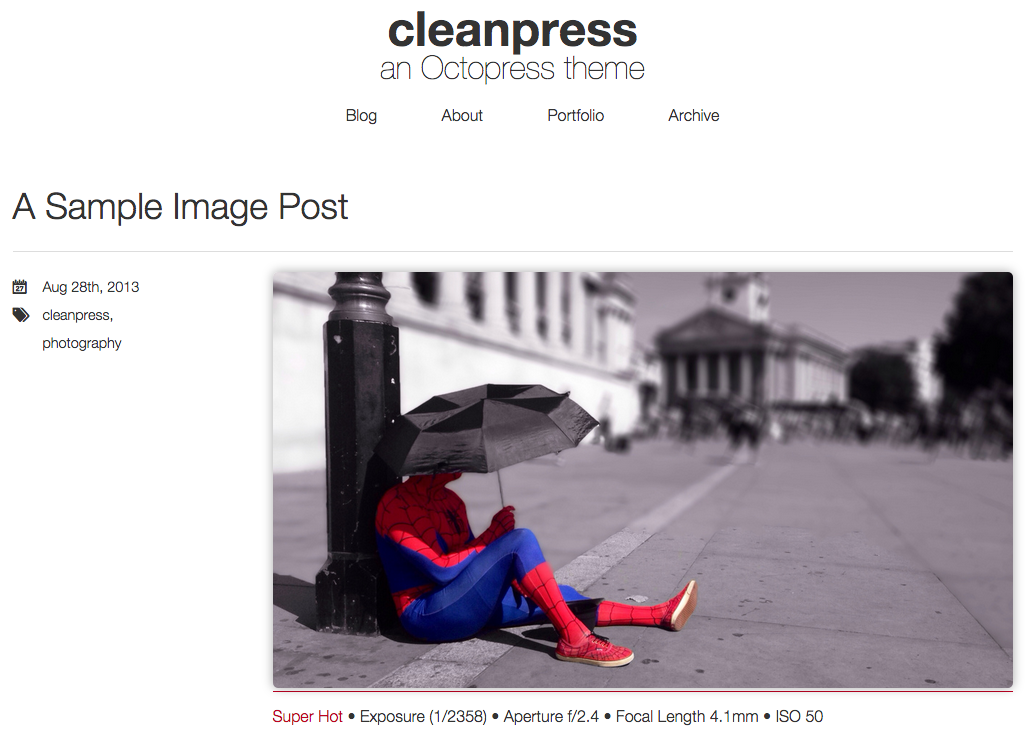 cleanpress
an Octopress theme
Blog About Portfolio Archive
A Sample Image Post
27 Aug 28th, 2013
cleanpress,
photography
Super Hot • Exposure (1/2358) • Aperture f/2.4 • Focal Length 4.1mm • ISO 50